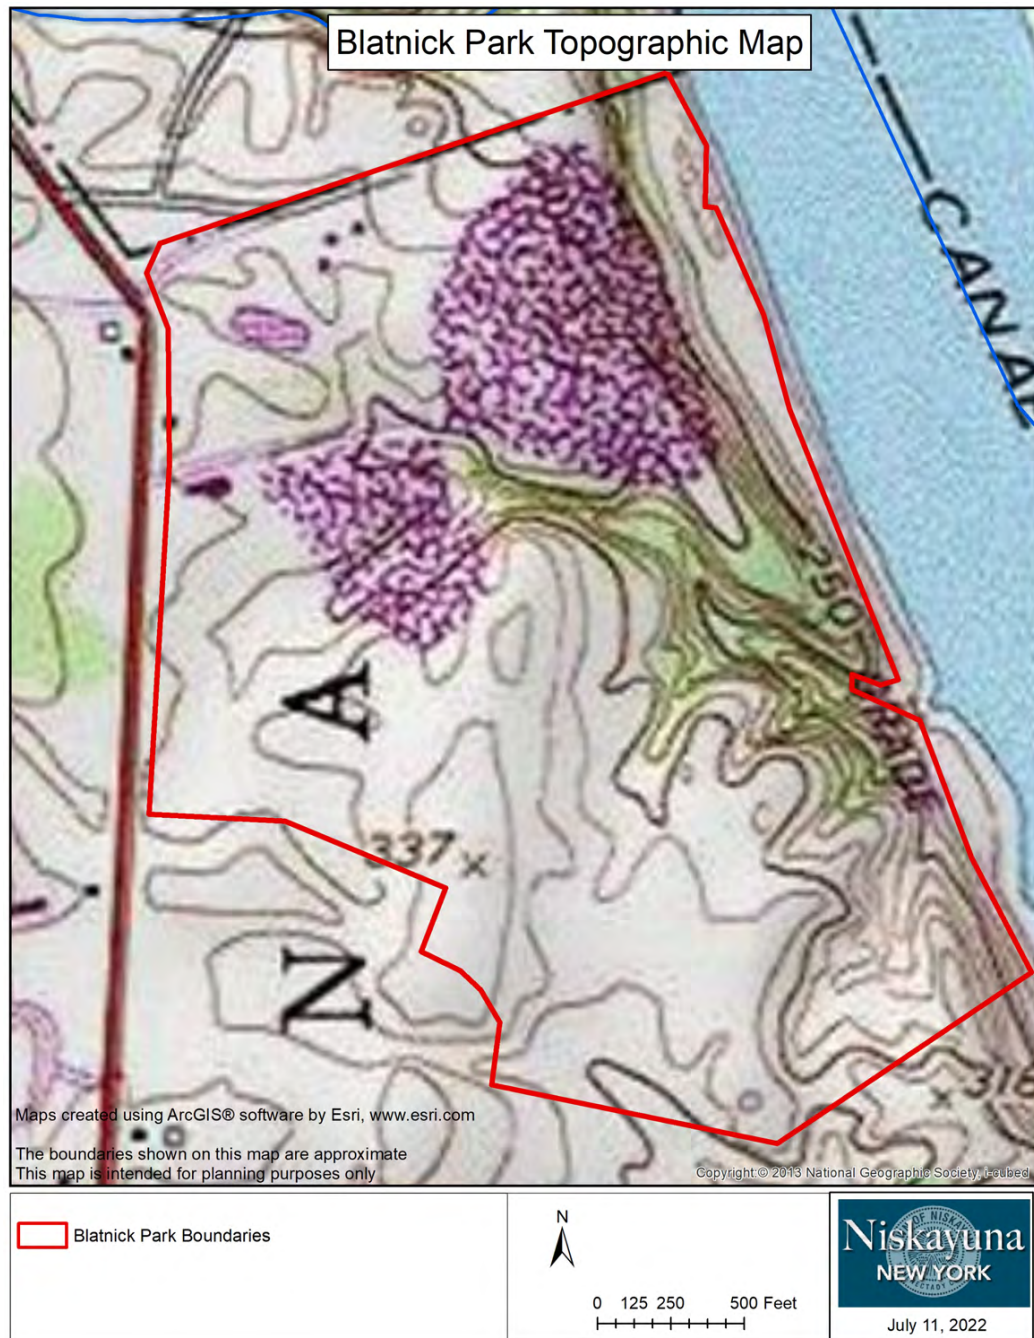 Blatnick Park Topographic Map
CANAL
250
A
337
N
316
Maps created using ArcGIS® software by Esri, www.esri.com
The boundaries shown on this map are approximate
This map is intended for planning purposes only
Copyright:© 2013 National Geographic Society, i-cubed
Blatnick Park Boundaries
N
0 125 250 500 Feet
Niskayuna
NEW YORK
July 11, 2022